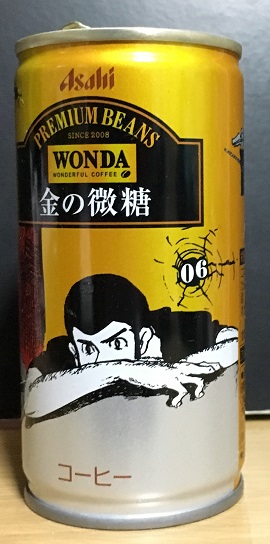 Asahi
PREMIUM BEANS
SINCE 2008
WONDA
WONDERFUL COFFEE
金の微糖
06
コーヒー